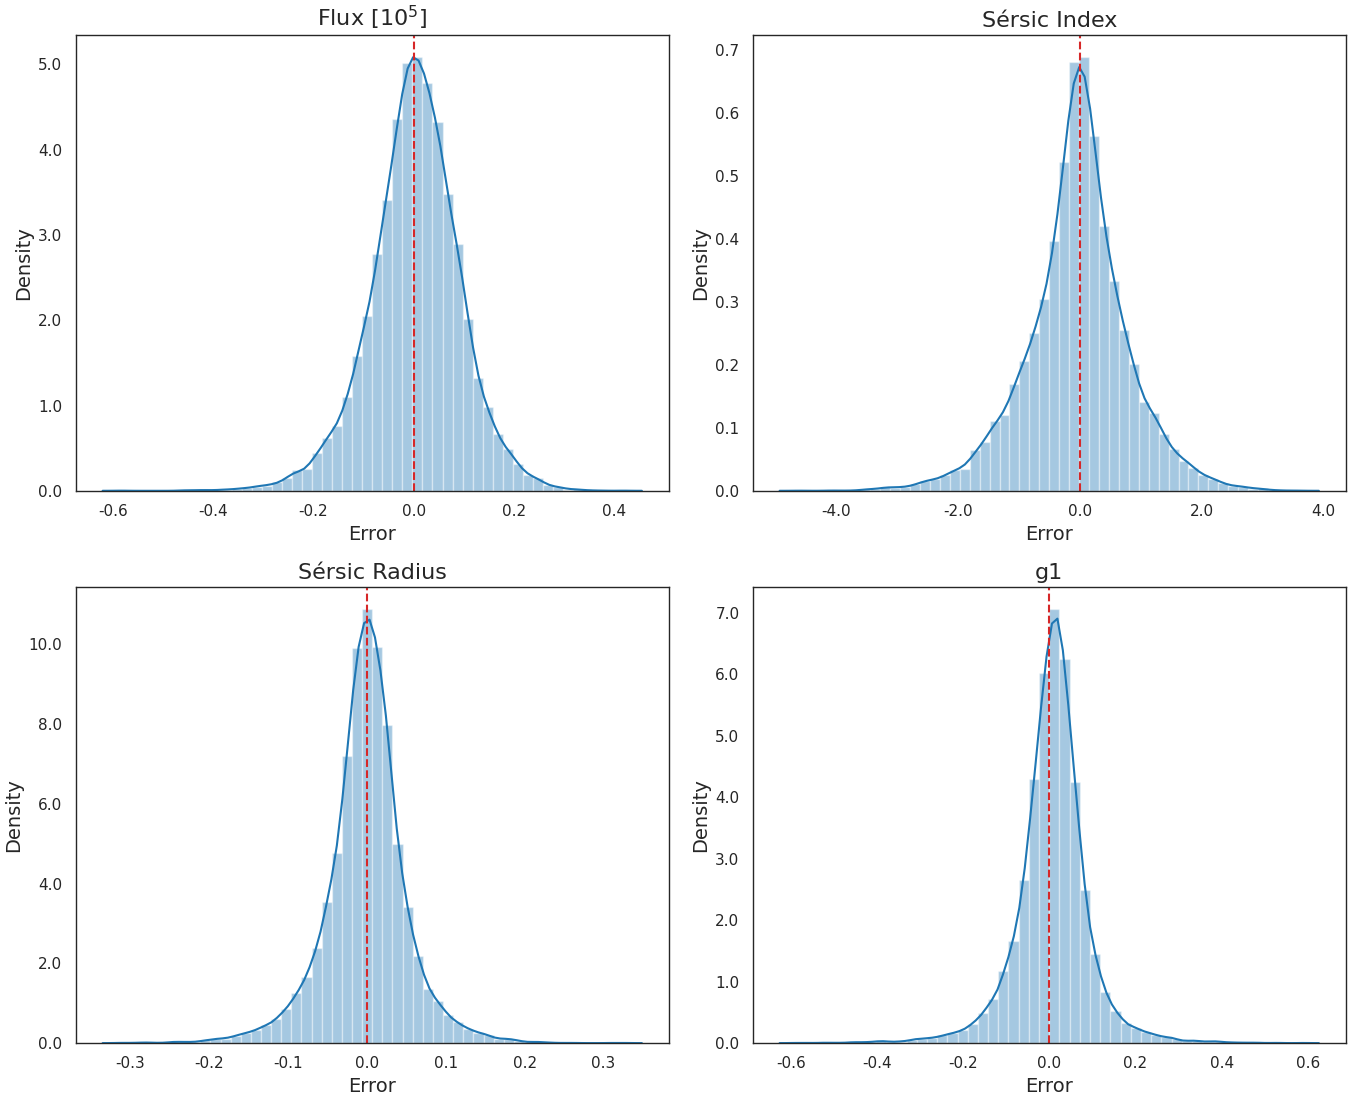 Flux [10⁵]
Density
5.0
4.0
3.0
2.0
1.0
0.0
-0.6 -0.4 -0.2 0.0 0.2 0.4
Error
Sérsic Index
Density
0.7
0.6
0.5
0.4
0.3
0.2
0.1
0.0
-4.0 -2.0 0.0 2.0 4.0
Error
Sérsic Radius
Density
10.0
8.0
6.0
4.0
2.0
0.0
-0.3 -0.2 -0.1 0.0 0.1 0.2 0.3
Error
g1
Density
7.0
6.0
5.0
4.0
3.0
2.0
1.0
0.0
-0.6 -0.4 -0.2 0.0 0.2 0.4 0.6
Error